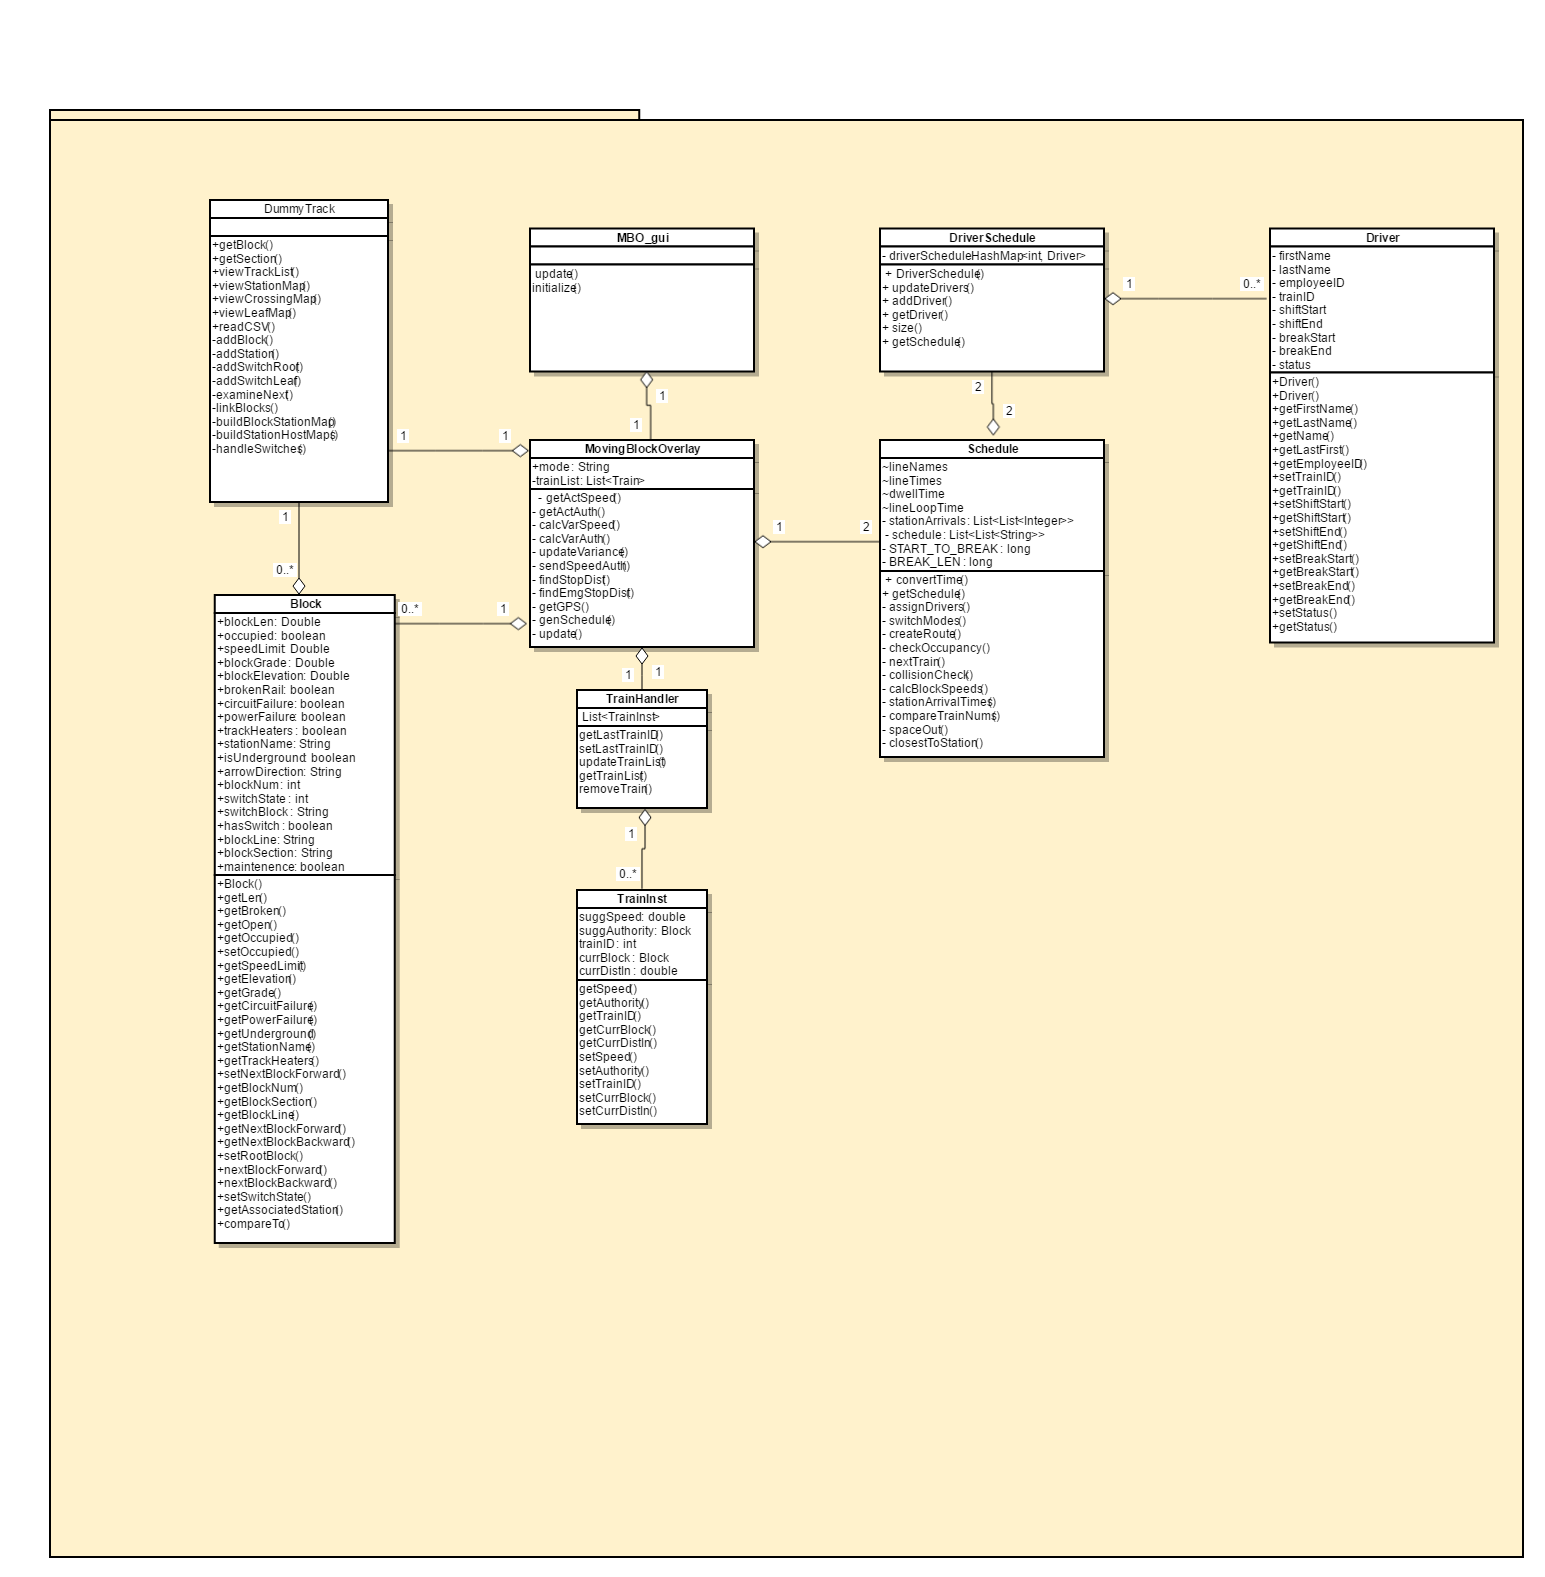 DummyTrack
+getBlock()
+getSection()
+viewTrackList()
+viewStationMap()
+viewCrossingMap()
+viewLeafMap()
+readCSV()
-addBlock()
-addStation()
-addSwitchRoot()
-addSwitchLeaf()
-examineNext()
-linkBlocks()
-buildBlockStationMap()
-buildStationHostMaps()
-handleSwitches()
MBO_gui
update()
initialize()
DriverSchedule
- driverScheduleHashMap<int, Driver>
+ DriverSchedule()
+ updateDrivers()
+ addDriver()
+ getDriver()
+ size()
+ getSchedule()
1
0..*
Driver
- firstName
- lastName
- employeeID
- trainID
- shiftStart
- shiftEnd
- breakStart
- breakEnd
- status
+Driver()
+Driver()
+getFirstName()
+getLastName()
+getName()
+getLastFirst()
+getEmployeeID()
+setTrainID()
+getTrainID()
+setShiftStart()
+getShiftStart()
+setShiftEnd()
+getShiftEnd()
+setBreakStart()
+getBreakStart()
+setBreakEnd()
+getBreakEnd()
+setStatus()
+getStatus()
1
1
2
2
1
1
MovingBlockOverlay
+mode: String
-trainList: List<Train>
- getActSpeed()
- getActAuth()
- calcVarSpeed()
- calcVarAuth()
- updateVariance()
- sendSpeedAuth()
- findStopDist()
- findEmgStopDist()
- getGPS()
- genSchedule()
- update()
1
2
Schedule
~lineNames
~lineTimes
~dwellTime
~lineLoopTime
- stationArrivals: List<List<Integer>>
- schedule: List<List<String>>
- START_TO_BREAK: long
- BREAK_LEN: long
+ convertTime()
+ getSchedule()
- assignDrivers()
- switchModes()
- createRoute()
- checkOccupancy()
- nextTrain()
- collisionCheck()
- calcBlockSpeeds()
- stationArrivalTimes()
- compareTrainNums()
- spaceOut()
- closestToStation()
1
0..*
0..*
1
Block
+blockLen: Double
+occupied: boolean
+speedLimit: Double
+blockGrade: Double
+blockElevation: Double
+brokenRail: boolean
+circuitFailure: boolean
+powerFailure: boolean
+trackHeaters: boolean
+stationName: String
+isUnderground: boolean
+arrowDirection: String
+blockNum: int
+switchState: int
+switchBlock: String
+hasSwitch: boolean
+blockLine: String
+blockSection: String
+maintenence: boolean
+Block()
+getLen()
+getBroken()
+getOpen()
+getOccupied()
+setOccupied()
+getSpeedLimit()
+getElevation()
+getGrade()
+getCircuitFailure()
+getPowerFailure()
+getUnderground()
+getStationName()
+getTrackHeaters()
+setNextBlockForward()
+getBlockNum()
+getBlockSection()
+getBlockLine()
+getNextBlockForward()
+getNextBlockBackward()
+setRootBlock()
+nextBlockForward()
+nextBlockBackward()
+setSwitchState()
+getAssociatedStation()
+compareTo()
1
1
TrainHandler
List<TrainInst>
getLastTrainID()
setLastTrainID()
updateTrainList()
getTrainList()
removeTrain()
1
0..*
TrainInst
suggSpeed: double
suggAuthority: Block
trainID: int
currBlock: Block
currDistIn: double
getSpeed()
getAuthority()
getTrainID()
getCurrBlock()
getCurrDistIn()
setSpeed()
setAuthority()
setTrainID()
setCurrBlock()
setCurrDistIn()